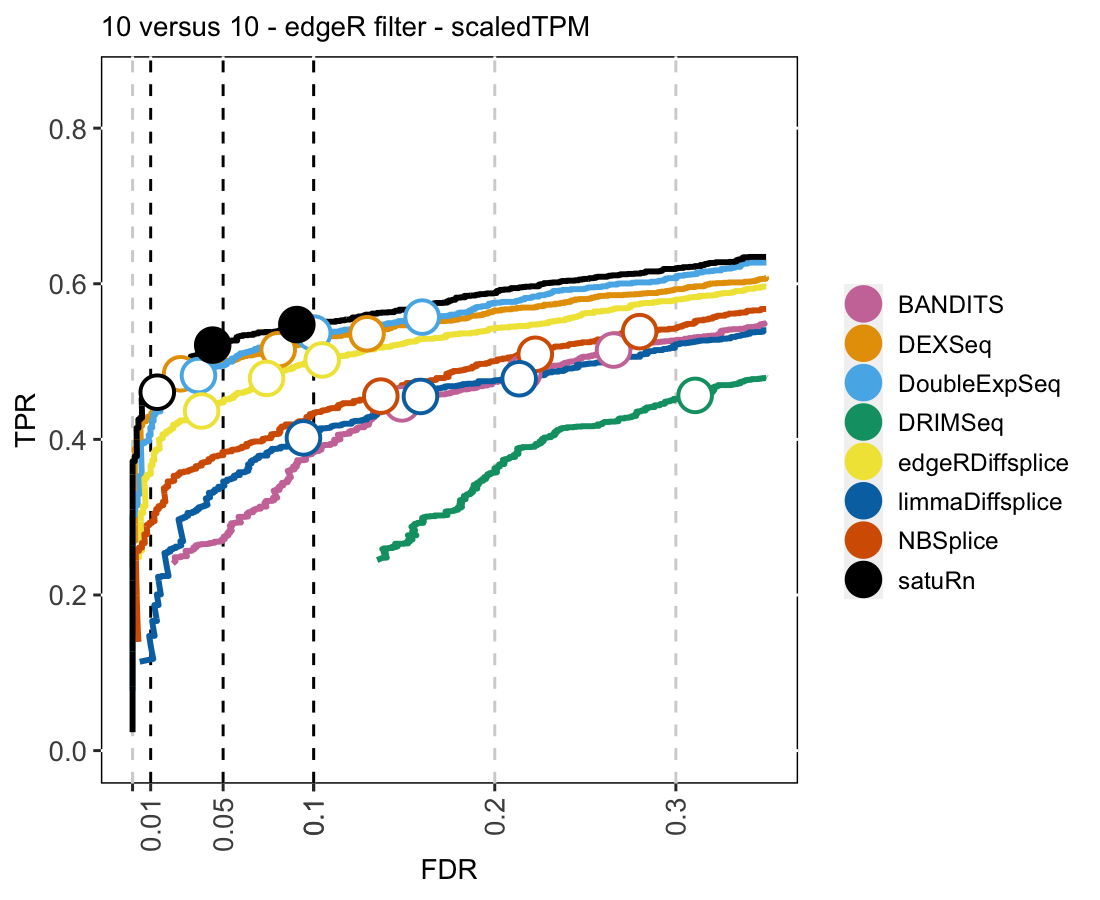 10 versus 10 - edgeR filter - scaledTPM
TPR
0.8
0.6
0.4
0.2
0.0
0.01
0.05
0.1
0.2
0.3
FDR
BANDITS
DEXSeq
DoubleExpSeq
DRIMSeq
edgeRDiffsplice
limmaDiffsplice
NBSplice
satuRn